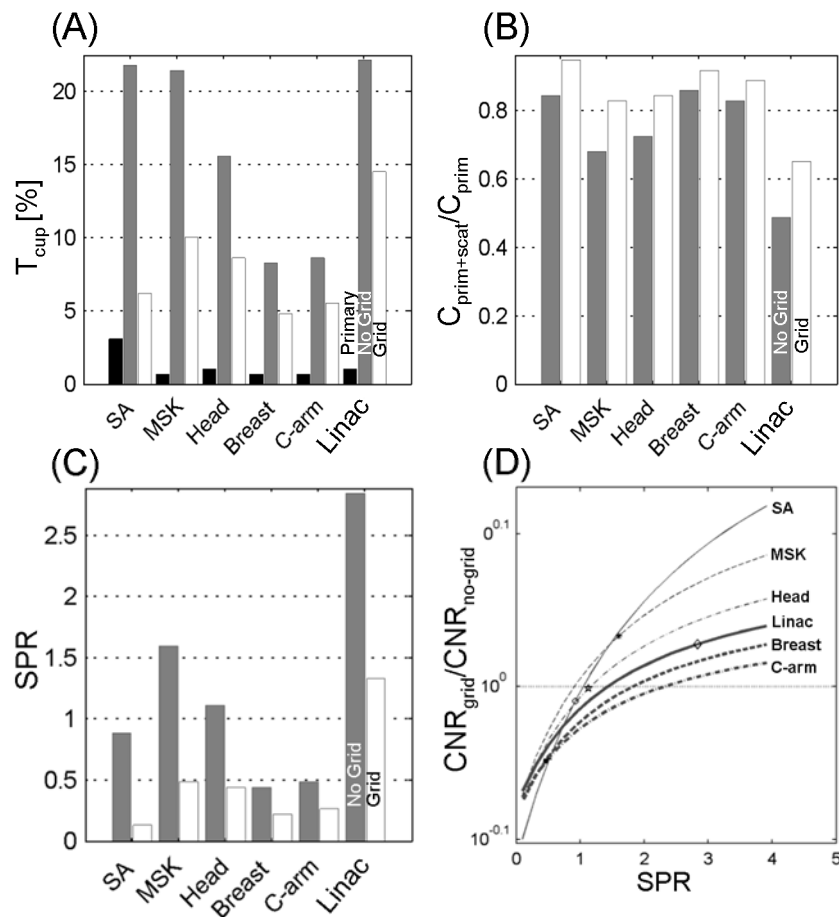 (A)
T_cup [%]
20
15
10
5
0
Primary
No Grid
Grid
SA
MSK
Head
Breast
C-arm
Linac
(B)
C_prim+scat/C_prim
0.8
0.6
0.4
0.2
0
No Grid
Grid
SA
MSK
Head
Breast
C-arm
Linac
(C)
SPR
2.5
2
1.5
1
0.5
0
No Grid
Grid
SA
MSK
Head
Breast
C-arm
Linac
(D)
CNR_grid/CNR_no-grid
0^0.1
10^0
10^-0.1
SA
MSK
Head
Linac
Breast
C-arm
0
1
2
3
4
5
SPR